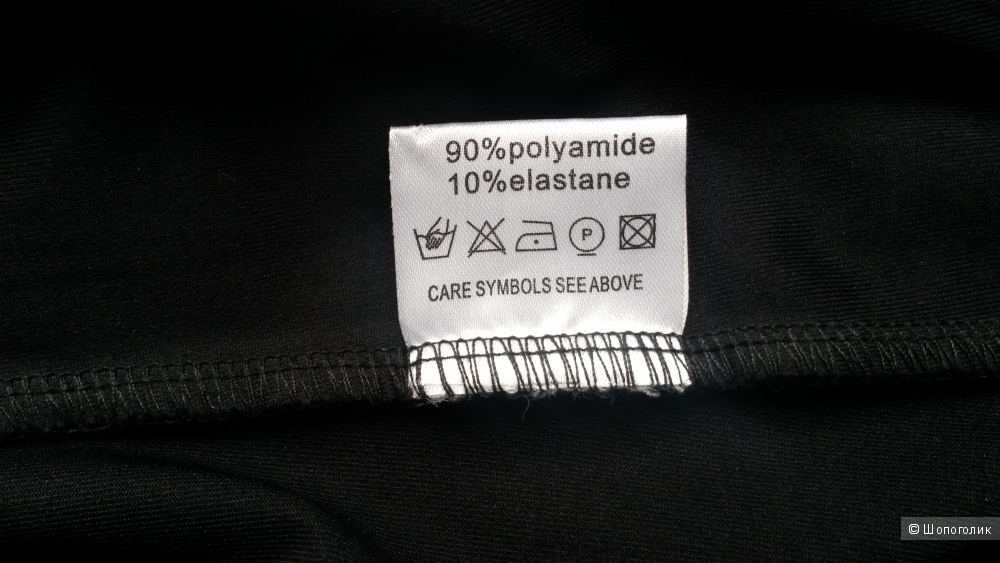 90%polyamide
10%elastane
P
CARE SYMBOLS SEE ABOVE
© Шопоголик